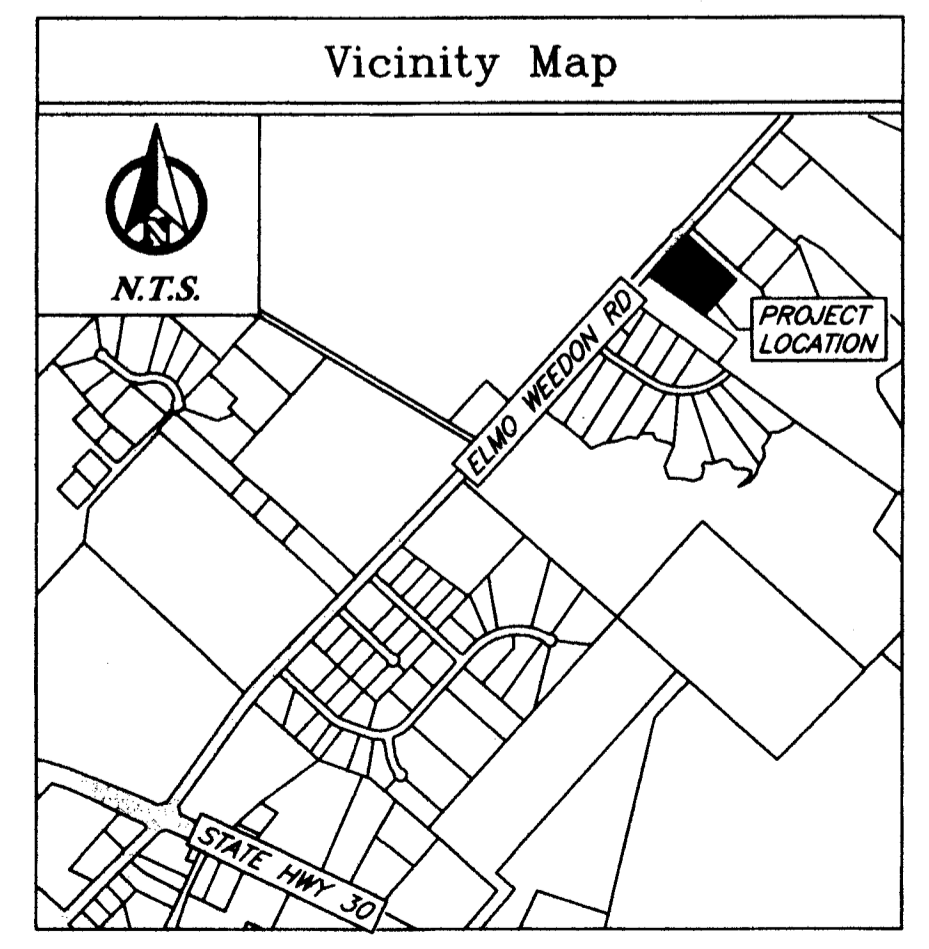 Vicinity Map
N
N.T.S.
ELMO WEEDON RD
PROJECT
LOCATION
STATE HWY 30